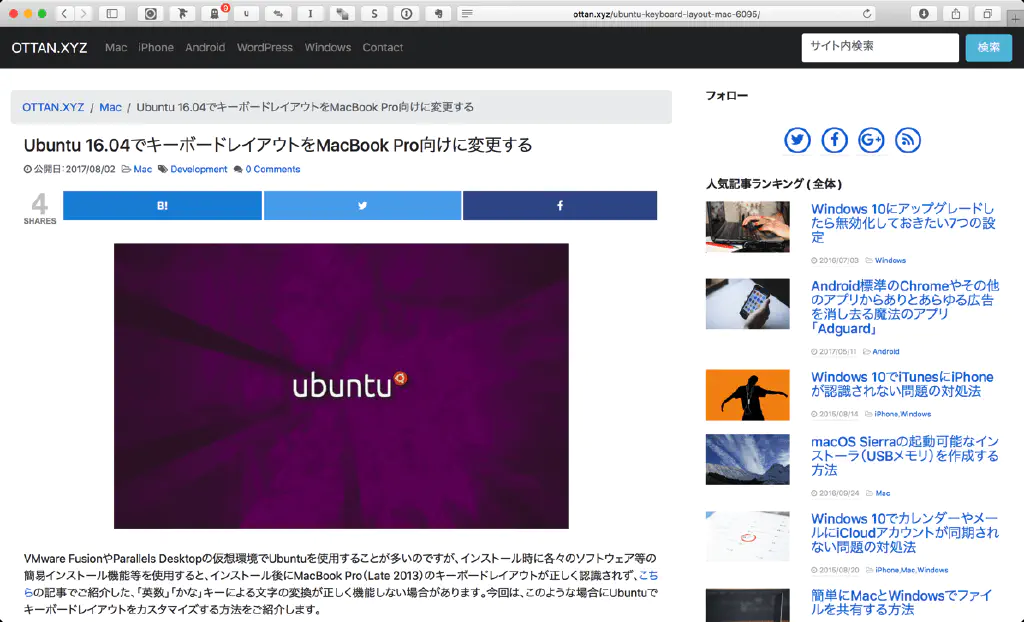 ottan.xyz/ubuntu-keyboard-layout-mac-6096/
OTTAN.XYZ Mac iPhone Android WordPress Windows Contact サイト内検索 検索
OTTAN.XYZ / Mac / Ubuntu 16.04でキーボードレイアウトをMacBook Pro向けに変更する
Ubuntu 16.04でキーボードレイアウトをMacBook Pro向けに変更する
公開日:2017/08/02 Mac Development 0 Comments
4
SHARES
B!
ubuntu
VMware FusionやParallels Desktopの仮想環境でUbuntuを使用することが多いのですが、インストール時に各々のソフトウェア等の
簡易インストール機能等を使用すると、インストール後にMacBook Pro (Late 2013) のキーボードレイアウトが正しく認識されず、こち
らの記事でご紹介した、「英数」「かな」キーによる文字の変換が正しく機能しない場合があります。今回は、このような場合にUbuntuで
キーボードレイアウトをカスタマイズする方法をご紹介します。
フォロー
人気記事ランキング ( 全体 )
Windows 10にアップグレードし
たら無効化しておきたい7つの設
定
2016/07/03 Windows
Android標準のChromeやその他
のアプリからありとあらゆる広告
を消し去る魔法のアプリ
「Adguard」
2017/05/11 Android
Windows 10でiTunesにiPhone
が認識されない問題の対処法
2015/08/14 iPhone,Windows
macOS Sierraの起動可能なイン
ストーラ（USBメモリ）を作成する
方法
2016/09/24 Mac
Windows 10でカレンダーやメー
ルにiCloudアカウントが同期され
ない問題の対処法
2015/08/20 iPhone,Mac,Windows
簡単にMacとWindowsでファイ
ルを共有する方法